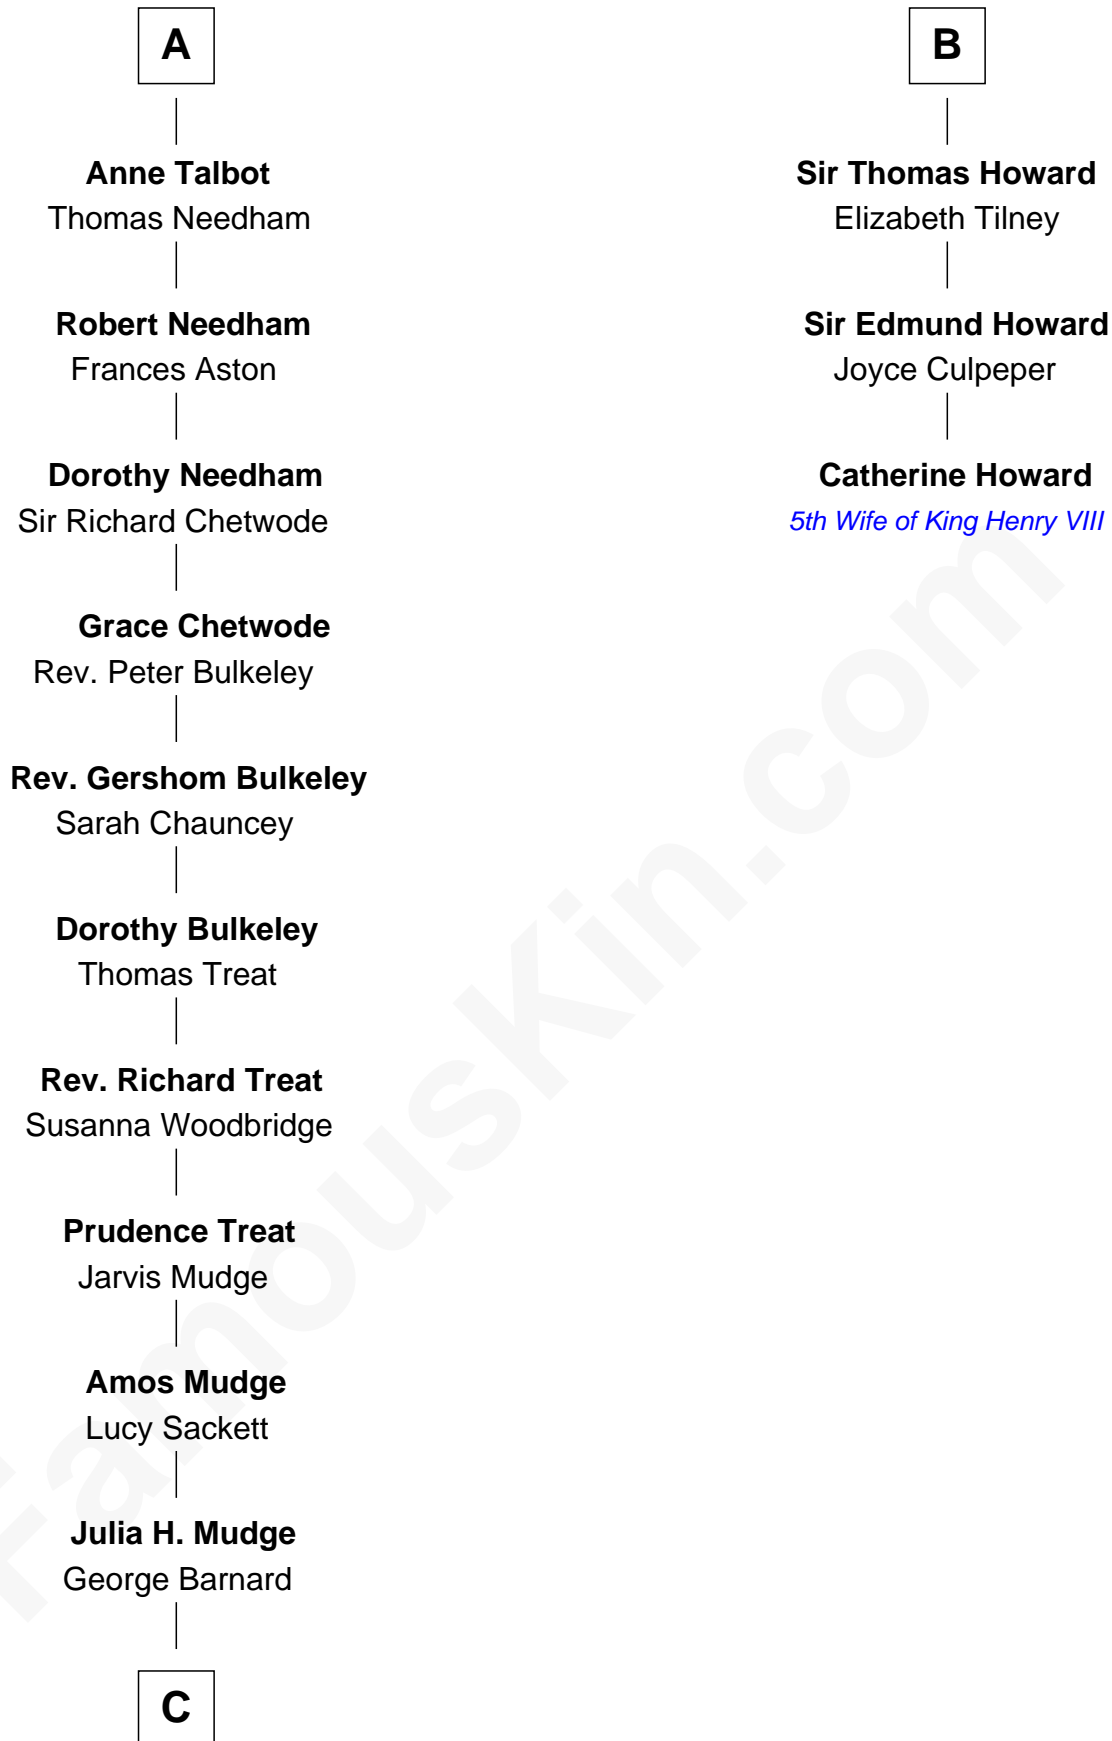 A
Anne Talbot
Thomas Needham
Robert Needham
Frances Aston
Dorothy Needham
Sir Richard Chetwode
Grace Chetwode
Rev. Peter Bulkeley
Rev. Gershom Bulkeley
Sarah Chauncey
Dorothy Bulkeley
Thomas Treat
Rev. Richard Treat
Susanna Woodbridge
Prudence Treat
Jarvis Mudge
Amos Mudge
Lucy Sackett
Julia H. Mudge
George Barnard
C
B
Sir Thomas Howard
Elizabeth Tilney
Sir Edmund Howard
Joyce Culpeper
Catherine Howard
5th Wife of King Henry VIII
FamousKin.com